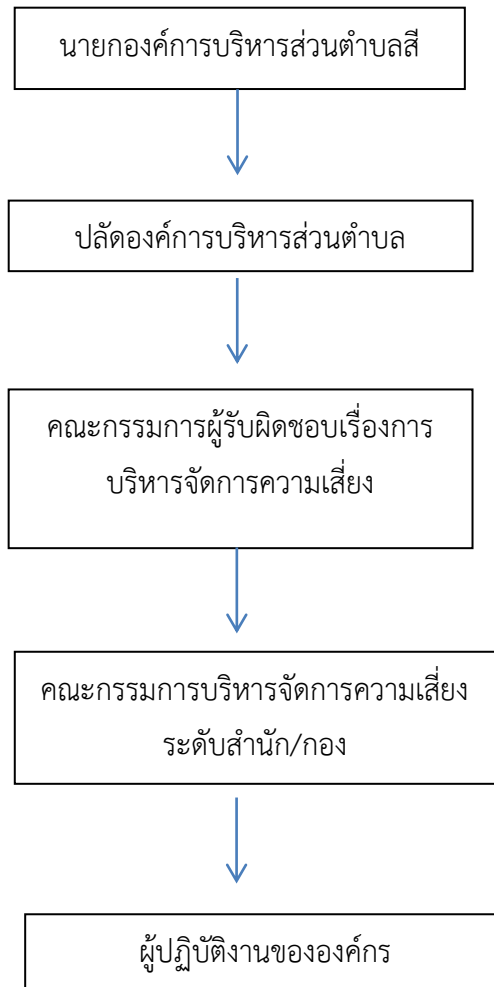 นายกองค์การบริหารส่วนตำบลสี
ปลัดองค์การบริหารส่วนตำบล
คณะกรรมการผู้รับผิดชอบเรื่องการ
บริหารจัดการความเสี่ยง
คณะกรรมการบริหารจัดการความเสี่ยง
ระดับสำนัก/กอง
ผู้ปฏิบัติงานขององค์กร